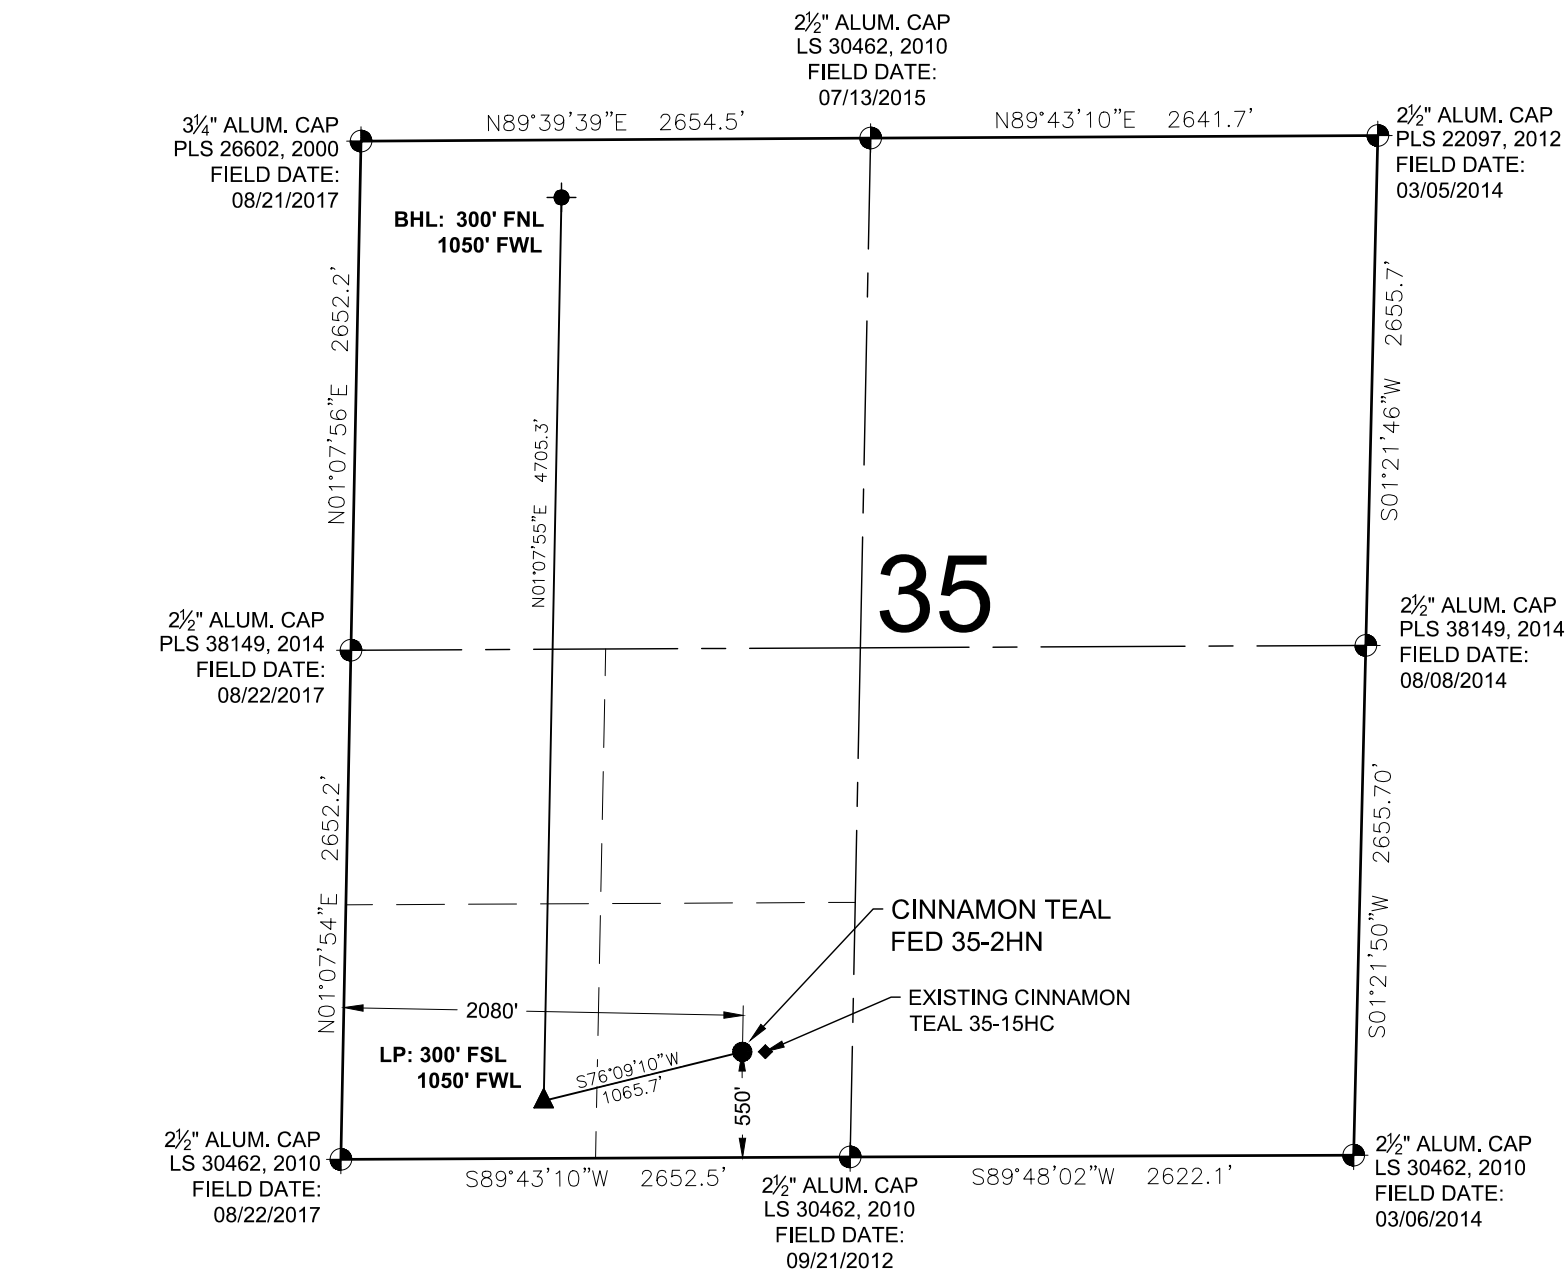 2½" ALUM. CAP
LS 30462, 2010
FIELD DATE:
07/13/2015
3¼" ALUM. CAP
PLS 26602, 2000
FIELD DATE:
08/21/2017
N89°39'39"E 2654.5'
N89°43'10"E 2641.7'
2½" ALUM. CAP
PLS 22097, 2012
FIELD DATE:
03/05/2014
BHL: 300' FNL
1050' FWL
N01°07'56"E 2652.2'
N01°07'55"E 4705.3'
S01°21'46"W 2655.7'
35
2½" ALUM. CAP
PLS 38149, 2014
FIELD DATE:
08/22/2017
2½" ALUM. CAP
PLS 38149, 2014
FIELD DATE:
08/08/2014
N01°07'54"E 2652.2'
S01°21'50"W 2655.70'
CINNAMON TEAL
FED 35-2HN
EXISTING CINNAMON
TEAL 35-15HC
2080'
LP: 300' FSL
1050' FWL
S76°09'10"W
1065.7'
550'
2½" ALUM. CAP
LS 30462, 2010
FIELD DATE:
08/22/2017
S89°43'10"W 2652.5'
2½" ALUM. CAP
LS 30462, 2010
FIELD DATE:
09/21/2012
S89°48'02"W 2622.1'
2½" ALUM. CAP
LS 30462, 2010
FIELD DATE:
03/06/2014